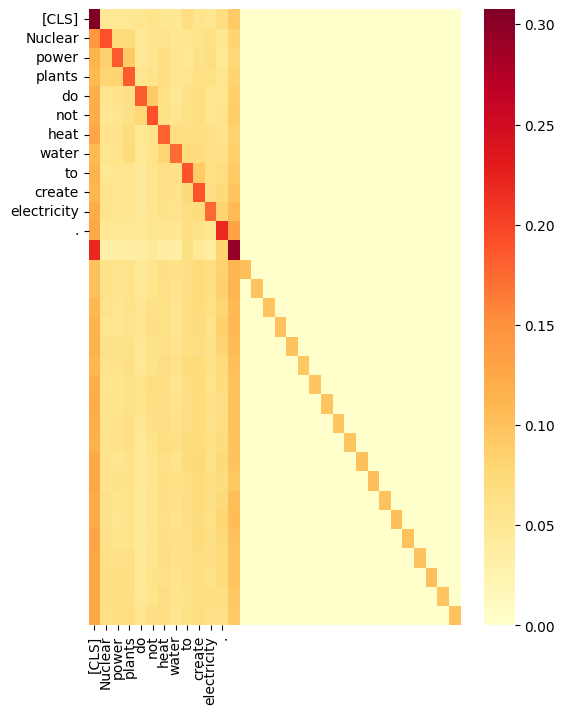 [CLS]
Nuclear
power
plants
do
not
heat
water
to
create
electricity
.
0.30
0.25
0.20
0.15
0.10
0.05
0.00
[CLS]
Nuclear
power
plants
do
not
heat
water
to
create
electricity
.